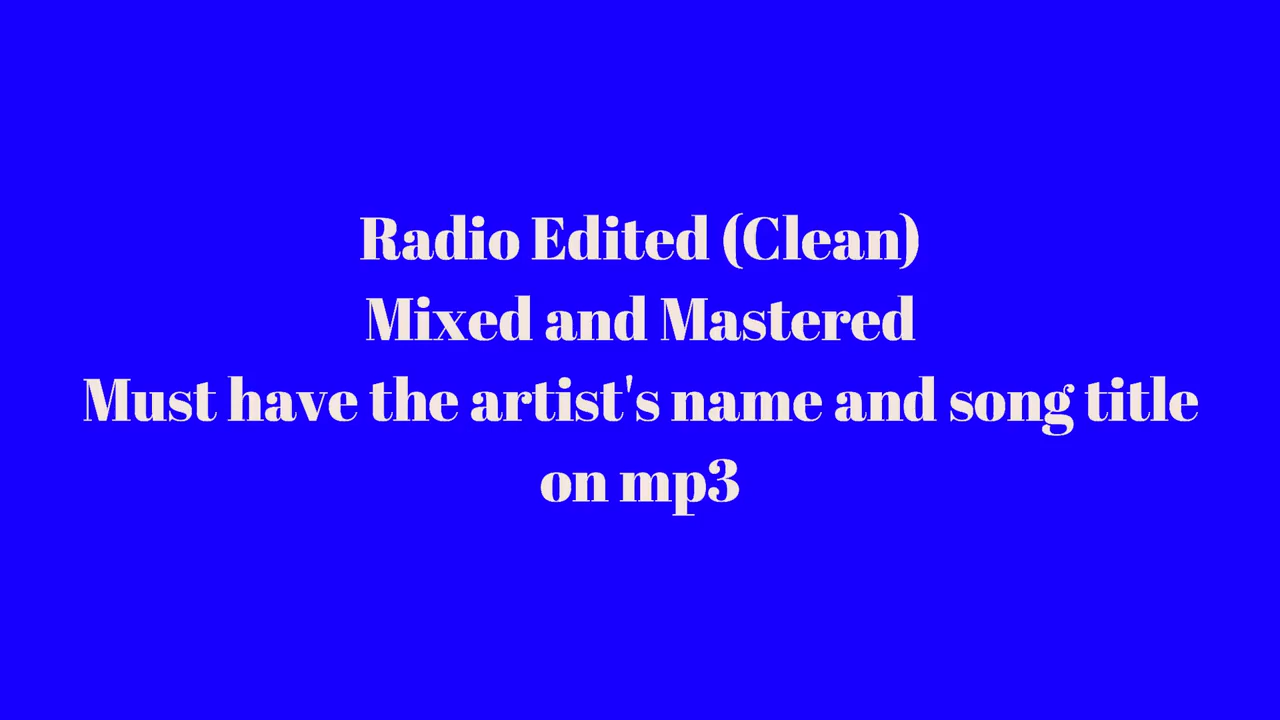 Radio Edited (Clean)
Mixed and Mastered
Must have the artist's name and song title
on mp3